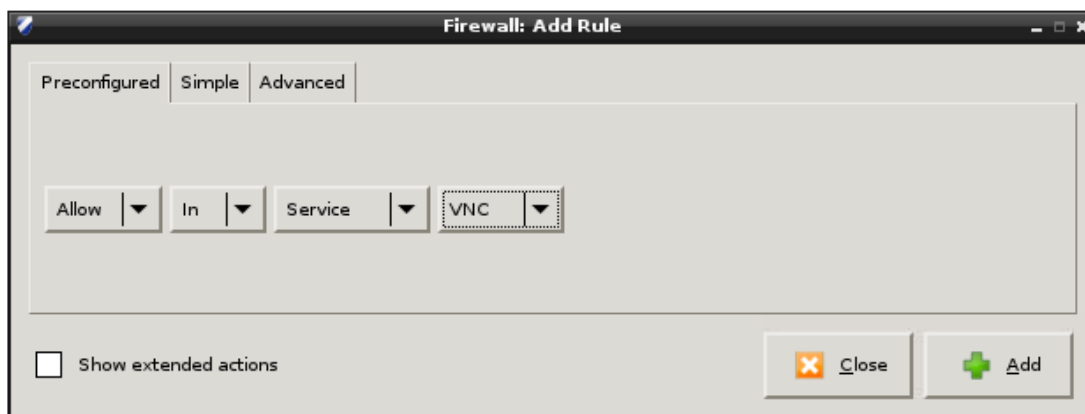 Firewall: Add Rule
Preconfigured Simple Advanced
Allow In Service VNC
Show extended actions Close Add